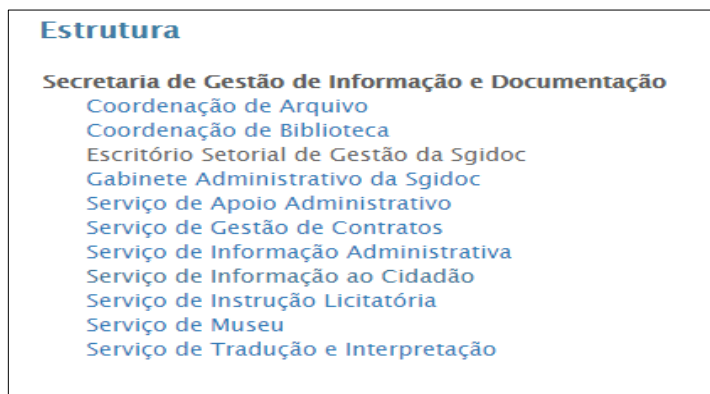 Estrutura
Secretaria de Gestão de Informação e Documentação
Coordenação de Arquivo
Coordenação de Biblioteca
Escritório Setorial de Gestão da Sgidoc
Gabinete Administrativo da Sgidoc
Serviço de Apoio Administrativo
Serviço de Gestão de Contratos
Serviço de Informação Administrativa
Serviço de Informação ao Cidadão
Serviço de Instrução Licitatória
Serviço de Museu
Serviço de Tradução e Interpretação